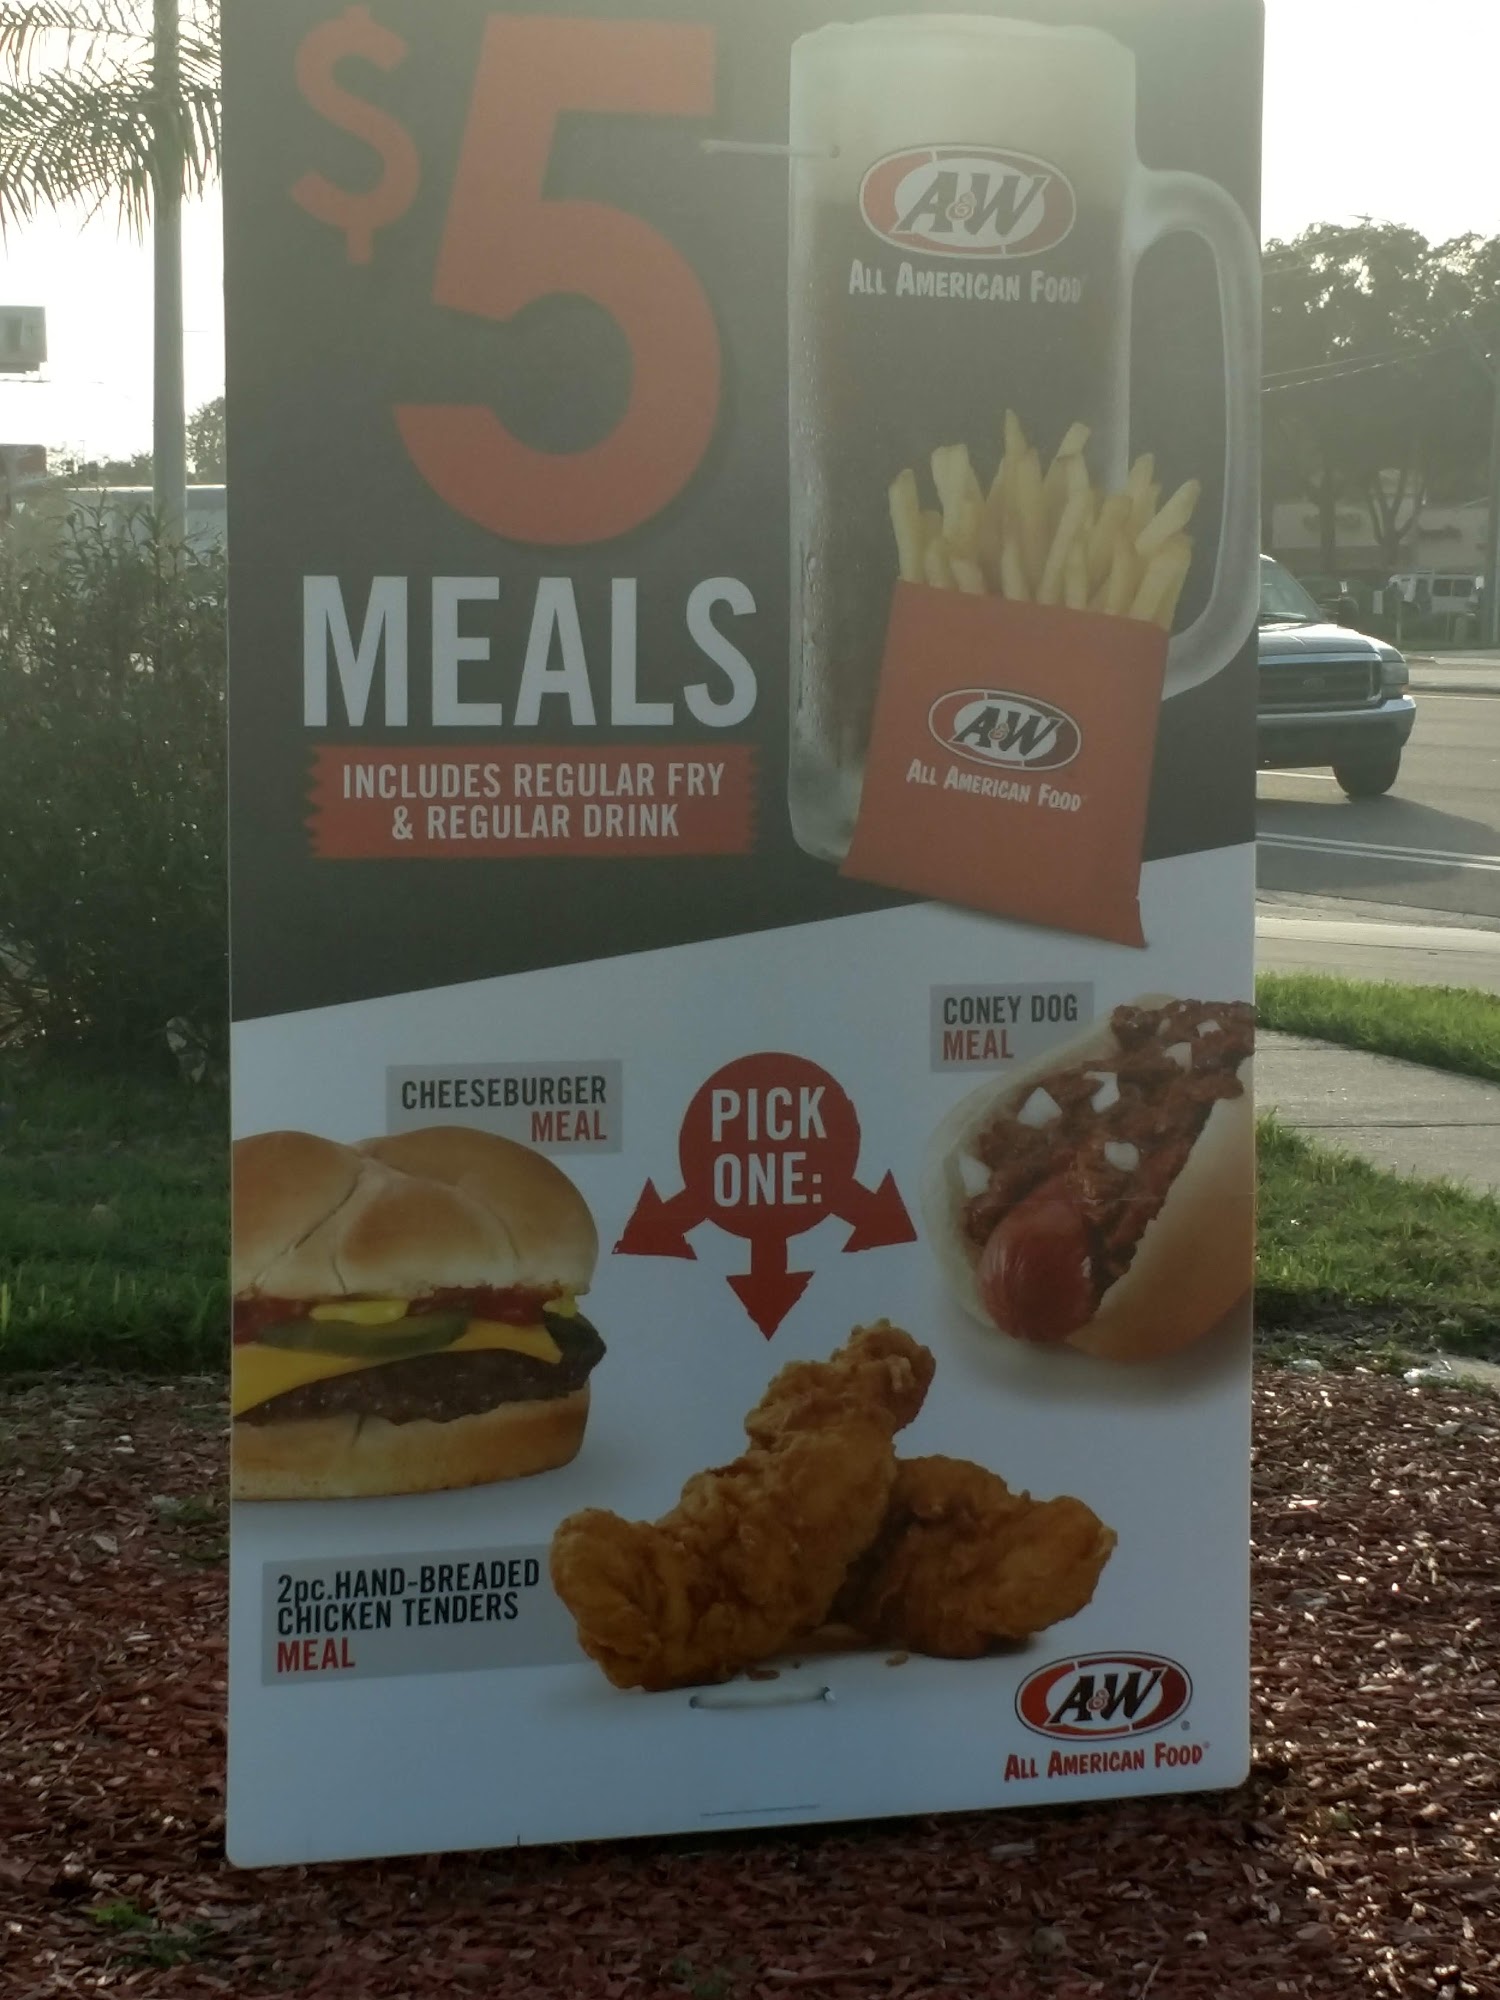 $5
MEALS
INCLUDES REGULAR FRY
& REGULAR DRINK
A&W
ALL AMERICAN FOOD
A&W
ALL AMERICAN FOOD
CONEY DOG
MEAL
CHEESEBURGER
MEAL
PICK
ONE:
2pc. HAND-BREADED
CHICKEN TENDERS
MEAL
A&W®
ALL AMERICAN FOOD®